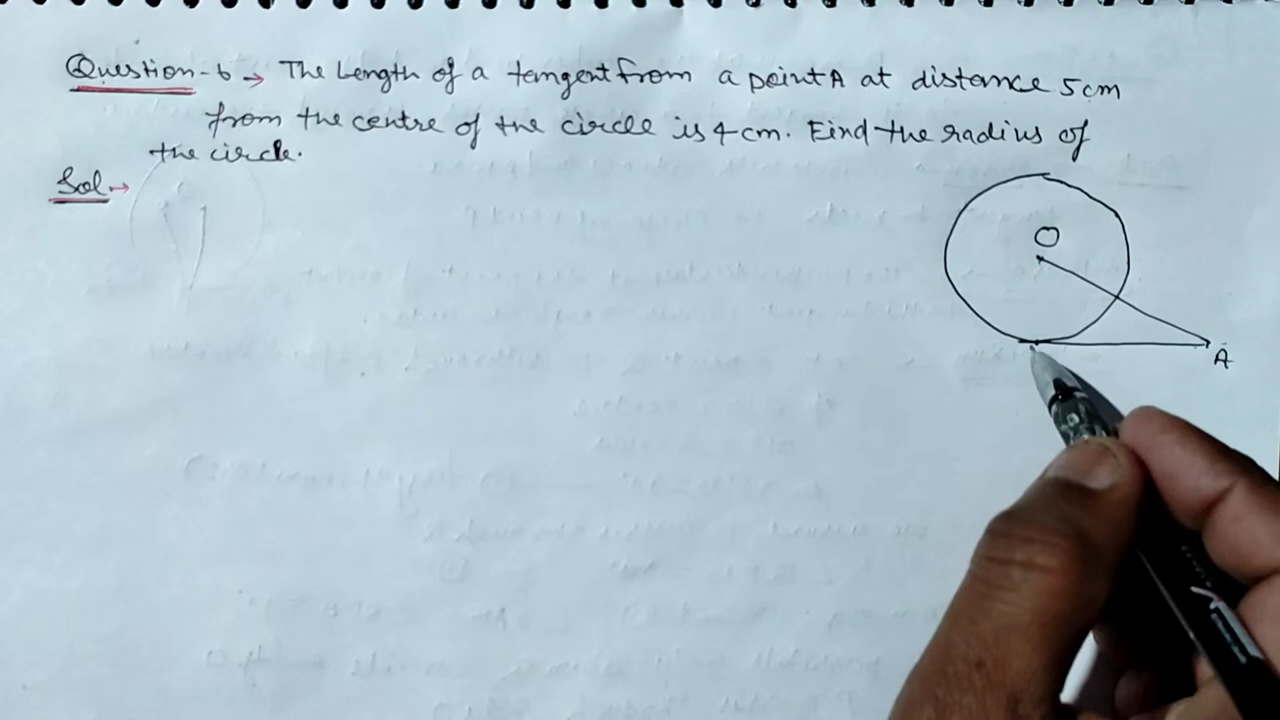 Question-6 → The Length of a tangent from a point A at distance 5cm
from the centre of the circle is 4cm. Find the radius of
the circle.
Sol→
O
A